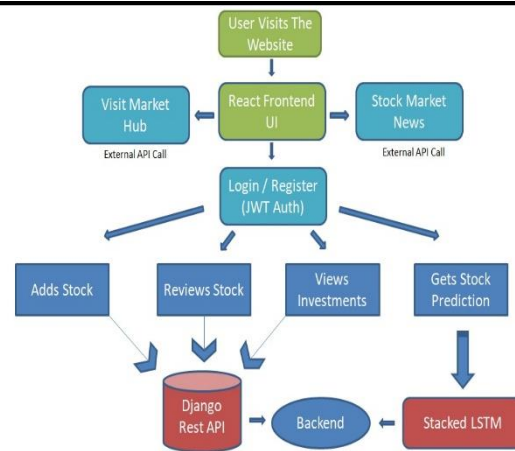 User Visits The
Website
Visit Market
Hub
React Frontend
UI
Stock Market
News
External API Call
External API Call
Login / Register
(JWT Auth)
Adds Stock
Reviews Stock
Views
Investments
Gets Stock
Prediction
Django
Rest API
Backend
Stacked LSTM